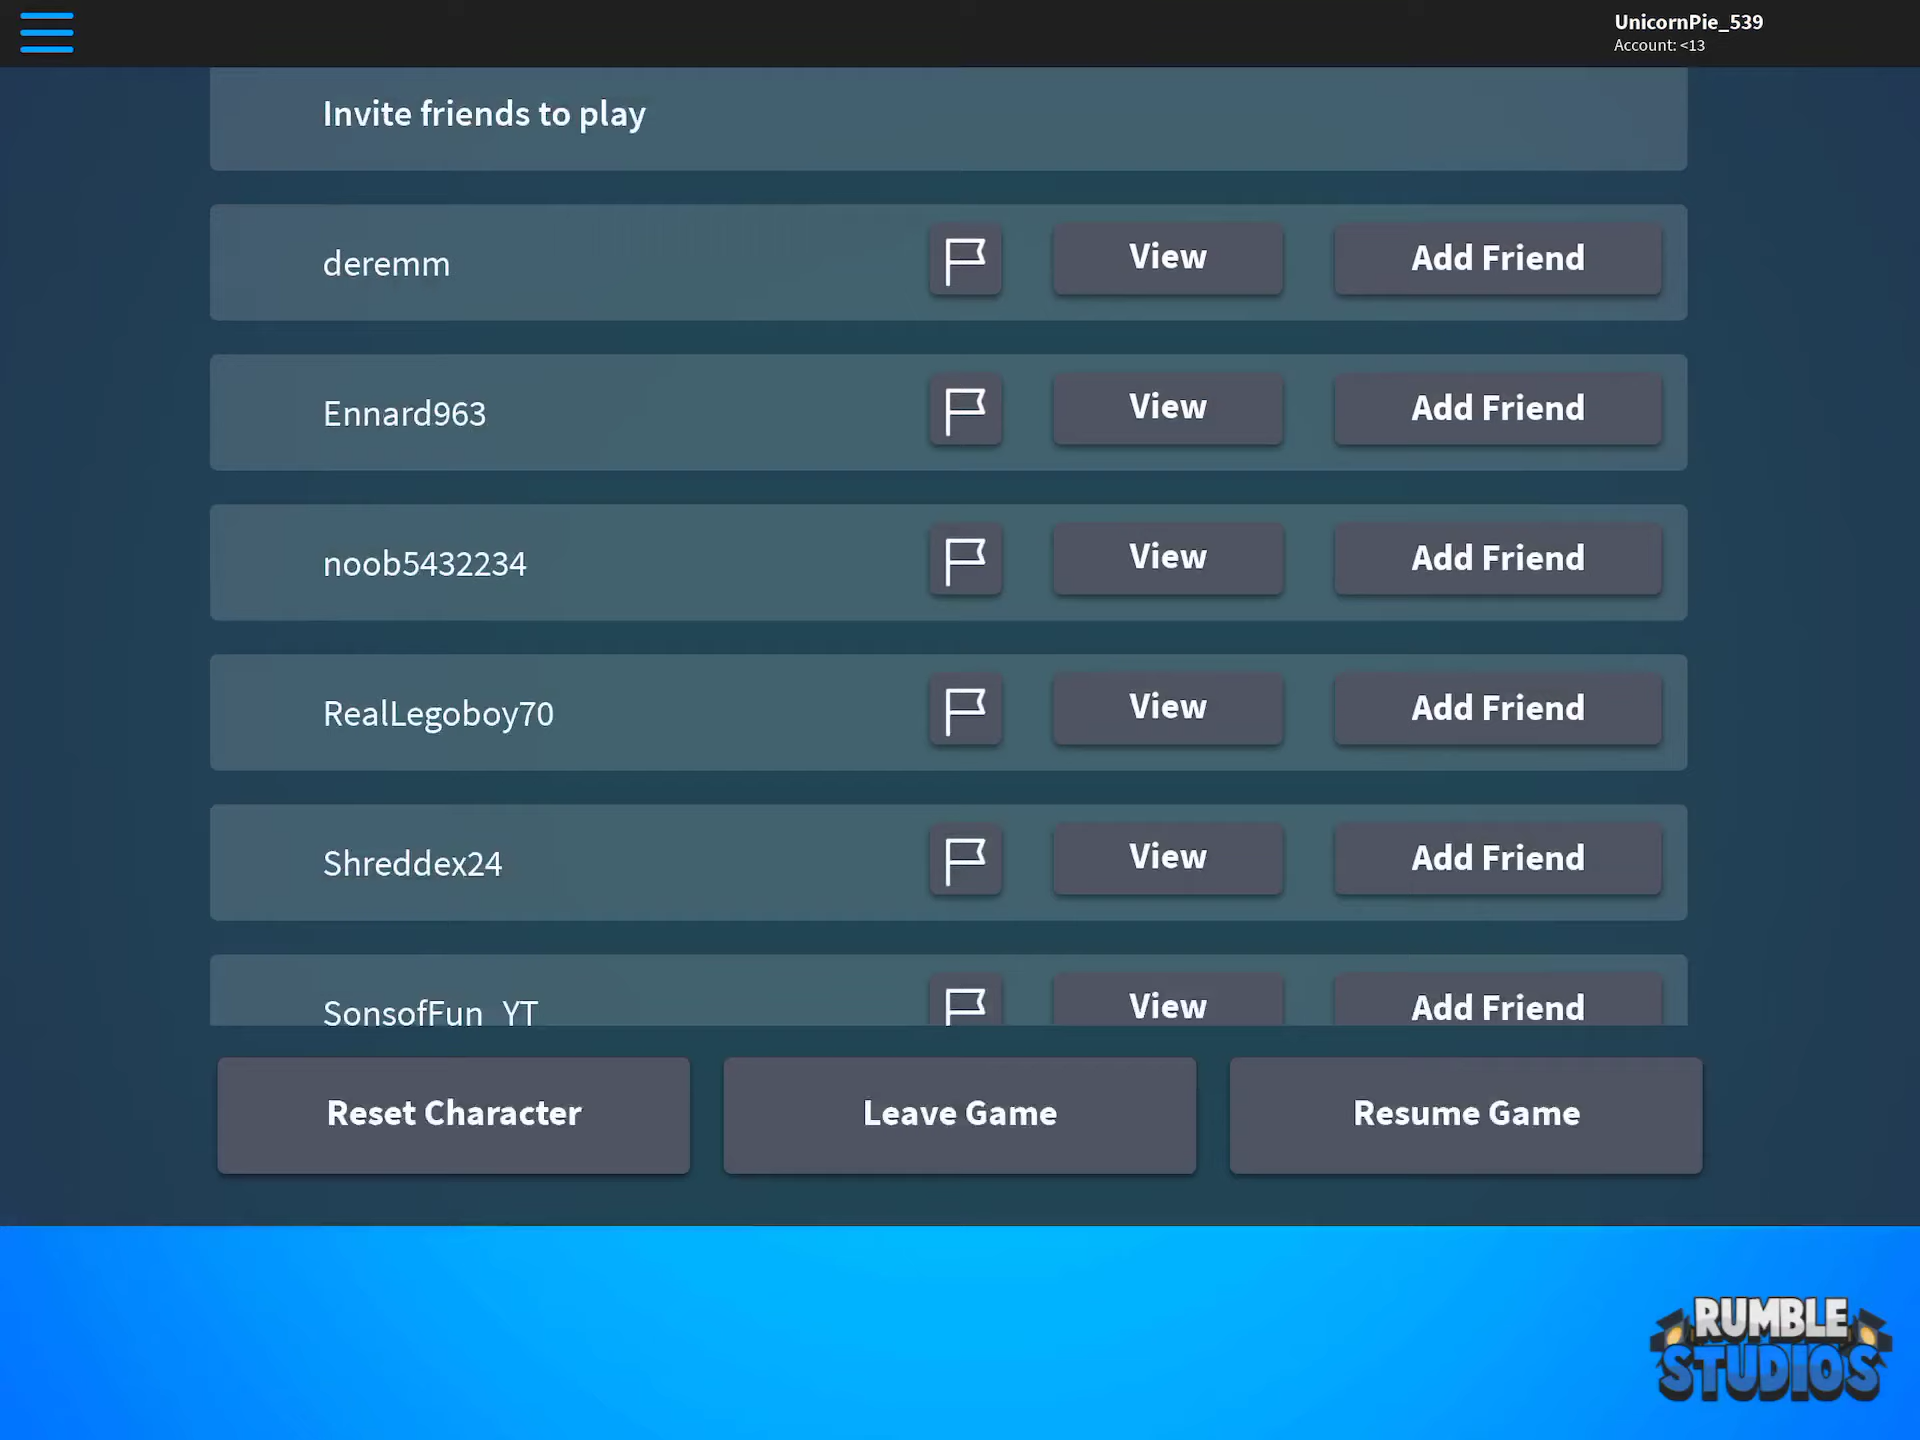 UnicornPie_539
Account: <13
Invite friends to play
deremm View Add Friend
Ennard963 View Add Friend
noob5432234 View Add Friend
RealLegoboy70 View Add Friend
Shreddex24 View Add Friend
SonsofFun_YT View Add Friend
Reset Character Leave Game Resume Game
RUMBLE
STUDIOS